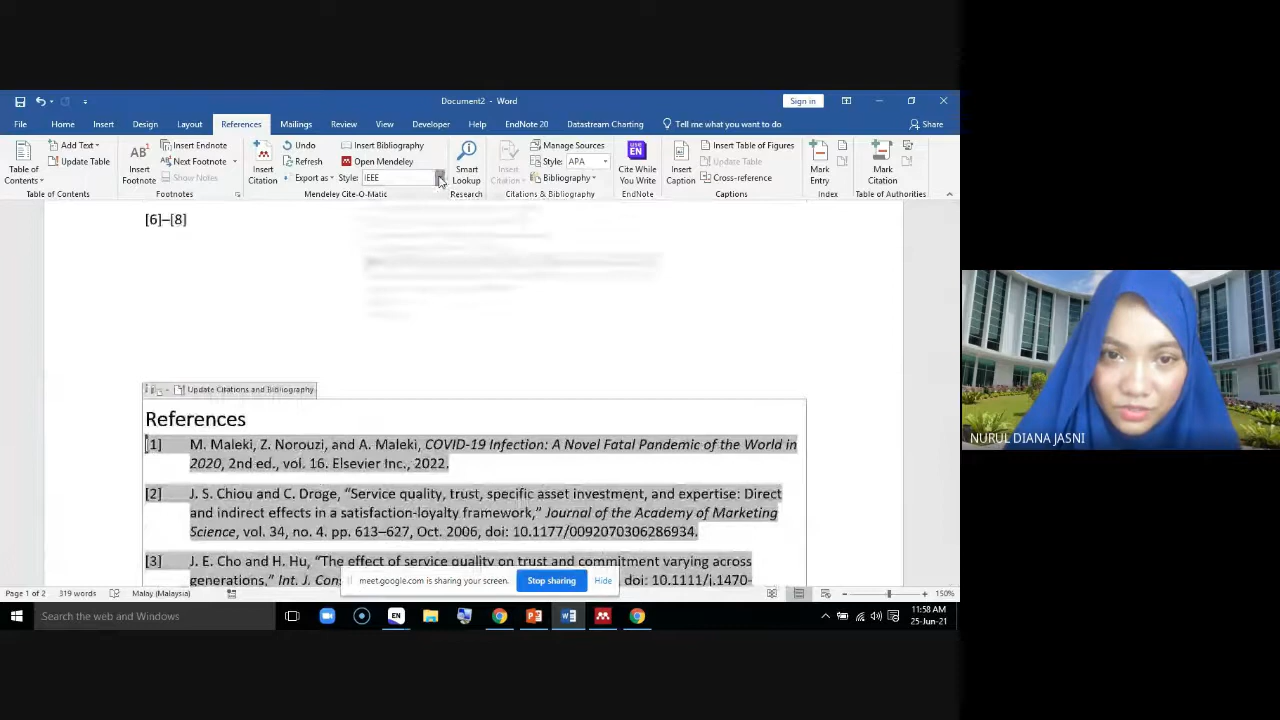 Document2 - Word
Sign in
File Home Insert Design Layout References Mailings Review View Developer Help EndNote 20 Datastream Charting Tell me what you want to do Share
Table of Contents
Add Text
Update Table
Table of Contents
AB1
Insert Footnote
Insert Endnote
Next Footnote
Show Notes
Footnotes
Insert Citation
Undo
Refresh
Export as
Insert Bibliography
Open Mendeley
Style: IEEE
Mendeley Cite-O-Matic
Smart Lookup
Research
Insert Citation
Manage Sources
Style: APA
Bibliography
Citations & Bibliography
EN
Cite While You Write
EndNote
Insert Caption
Insert Table of Figures
Update Table
Cross-reference
Captions
Mark Entry
Index
Mark Citation
Table of Authorities
[6]–[8]
Update Citations and Bibliography
References
[1] M. Maleki, Z. Norouzi, and A. Maleki, COVID-19 Infection: A Novel Fatal Pandemic of the World in
2020, 2nd ed., vol. 16. Elsevier Inc., 2022.
[2] J. S. Chiou and C. Droge, “Service quality, trust, specific asset investment, and expertise: Direct
and indirect effects in a satisfaction-loyalty framework,” Journal of the Academy of Marketing
Science, vol. 34, no. 4. pp. 613–627, Oct. 2006, doi: 10.1177/0092070306286934.
[3] J. E. Cho and H. Hu, “The effect of service quality on trust and commitment varying across
generations,” Int. J. Cons
doi: 10.1111/j.1470-
meet.google.com is sharing your screen. Stop sharing Hide
Page 1 of 2 319 words Malay (Malaysia) 150%
Search the web and Windows
EN
11:58 AM
25-Jun-21
NURUL DIANA JASNI